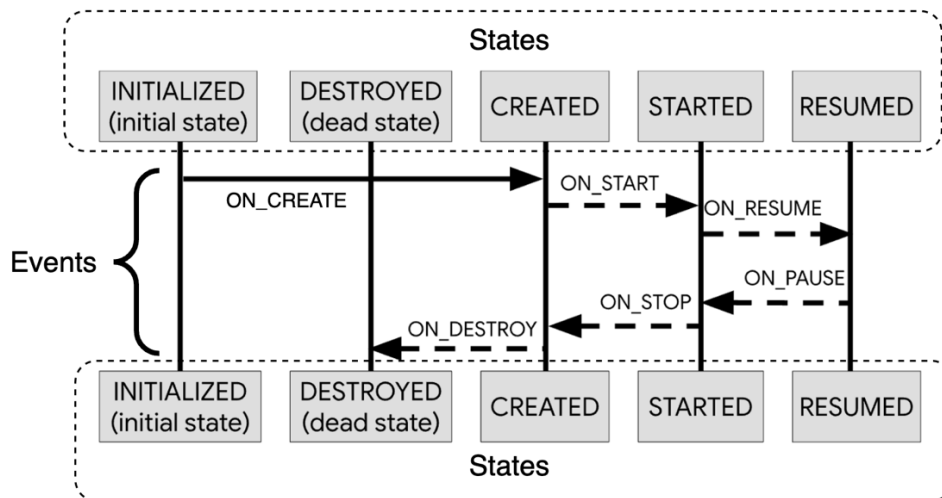 States
INITIALIZED
(initial state)
DESTROYED
(dead state)
CREATED
STARTED
RESUMED
Events
ON_CREATE
ON_START
ON_RESUME
ON_PAUSE
ON_STOP
ON_DESTROY
INITIALIZED
(initial state)
DESTROYED
(dead state)
CREATED
STARTED
RESUMED
States